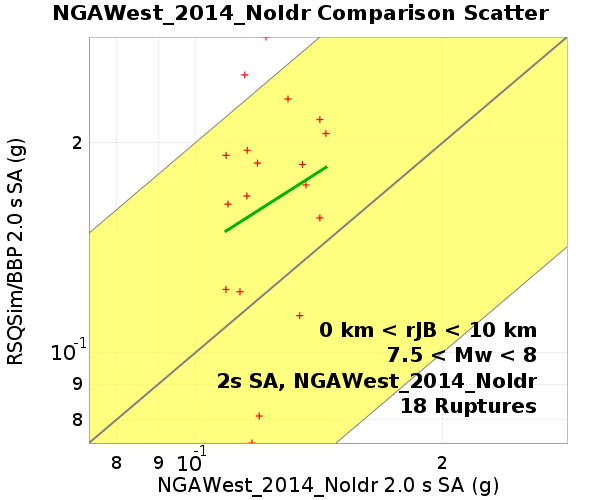 NGAWest_2014_NoIdr Comparison Scatter
RSQSim/BBP 2.0 s SA (g)
2
10-1
9
8
0 km < rJB < 10 km
7.5 < Mw < 8
2s SA, NGAWest_2014_NoIdr
18 Ruptures
8 9 10-1 2
NGAWest_2014_NoIdr 2.0 s SA (g)